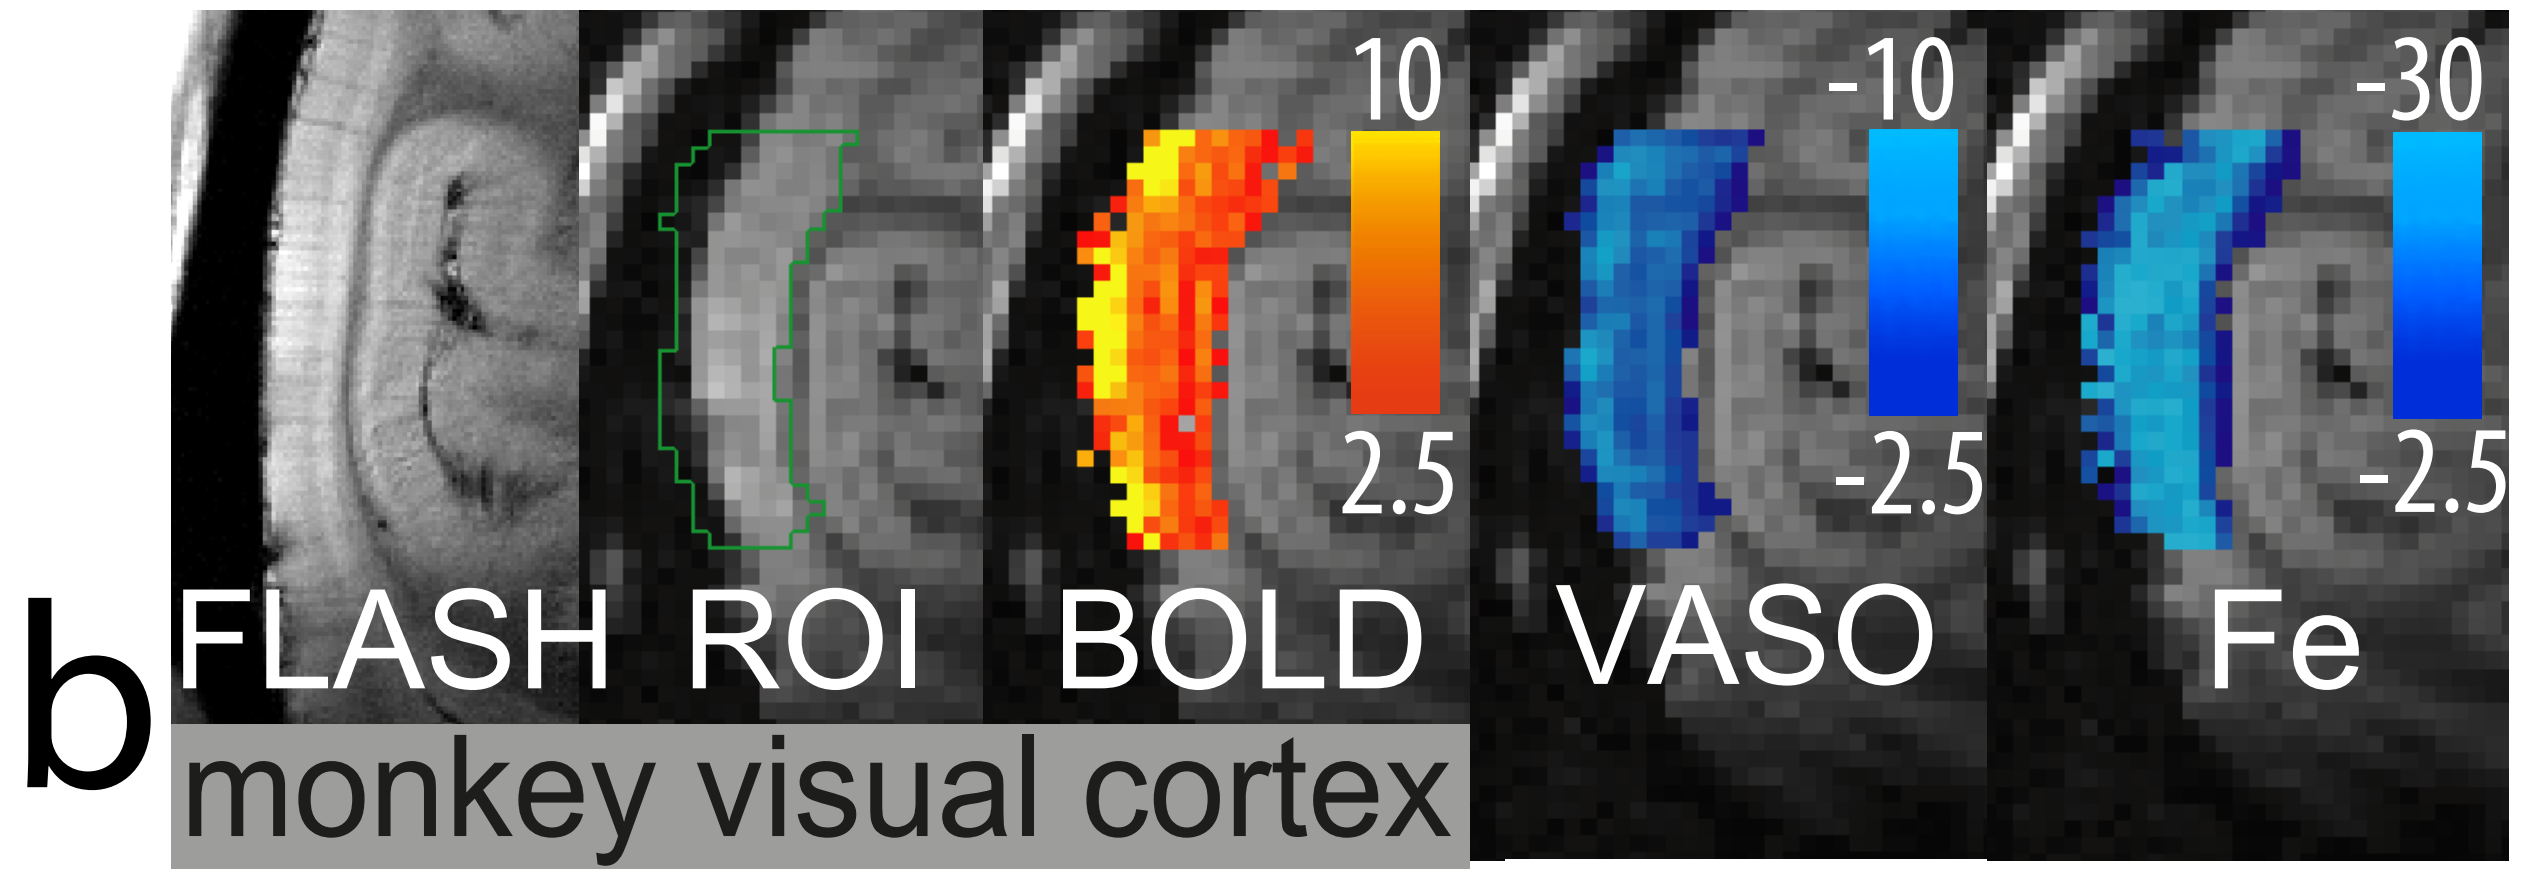 10
-10
-30
2.5
-2.5
-2.5
b
FLASH
ROI
BOLD
VASO
Fe
monkey visual cortex